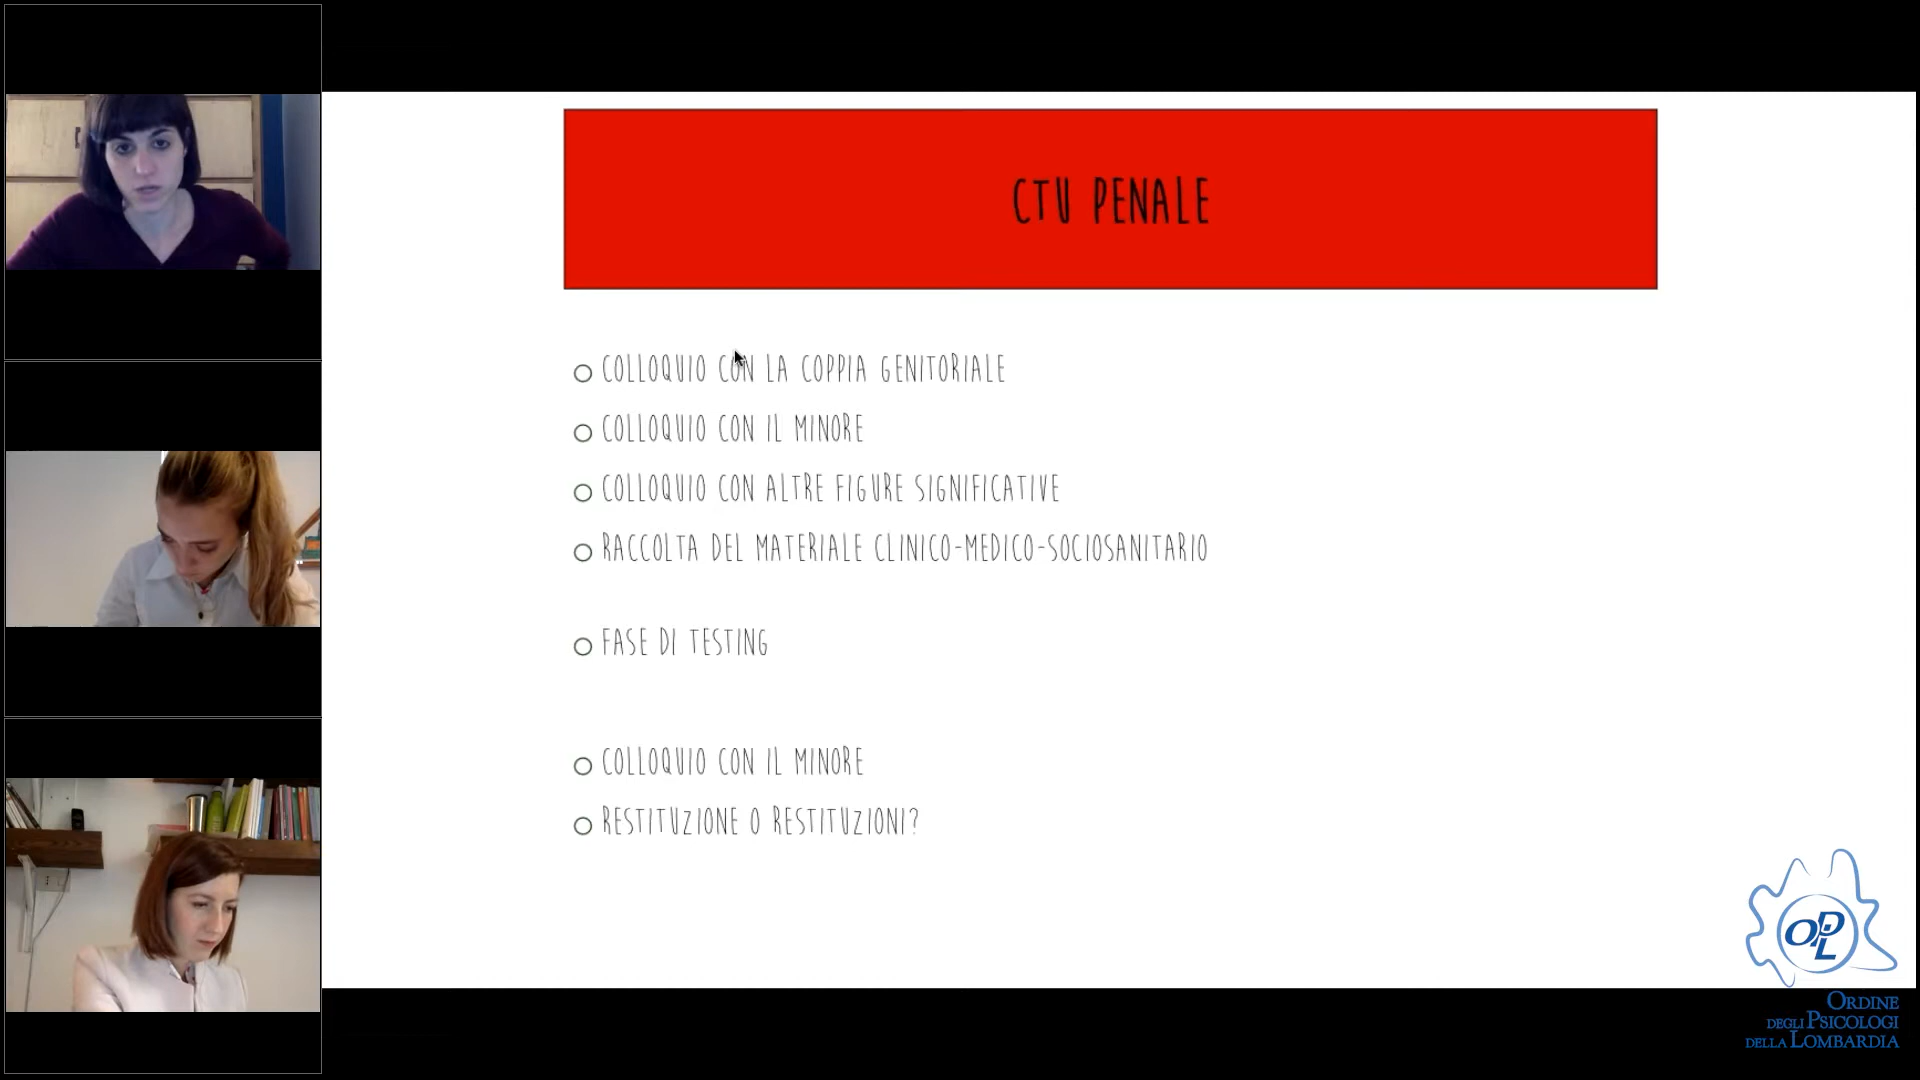 CTU PENALE
COLLOQUIO CON LA COPPIA GENITORIALE
COLLOQUIO CON IL MINORE
COLLOQUIO CON ALTRE FIGURE SIGNIFICATIVE
RACCOLTA DEL MATERIALE CLINICO-MEDICO-SOCIOSANITARIO
FASE DI TESTING
COLLOQUIO CON IL MINORE
RESTITUZIONE O RESTITUZIONI?
OPL
ORDINE
DEGLI PSICOLOGI
DELLA LOMBARDIA